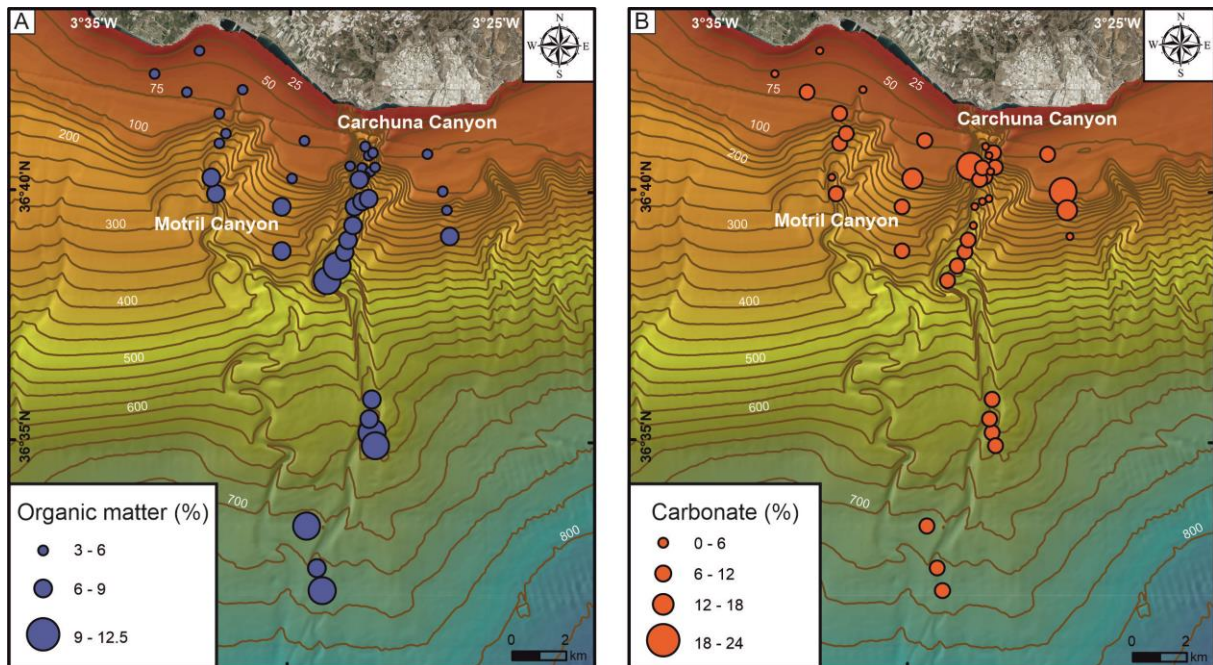 A
3°35'W
3°25'W
N
W E
S
25
50
75
100
200
Carchuna Canyon
36°40'N
Motril Canyon
300
400
500
600
36°35'N
700
800
Organic matter (%)
3 - 6
6 - 9
9 - 12.5
0 2
km
B
3°35'W
3°25'W
N
W E
S
25
50
75
100
200
Carchuna Canyon
36°40'N
Motril Canyon
300
400
500
600
36°35'N
700
800
Carbonate (%)
0 - 6
6 - 12
12 - 18
18 - 24
0 2
km